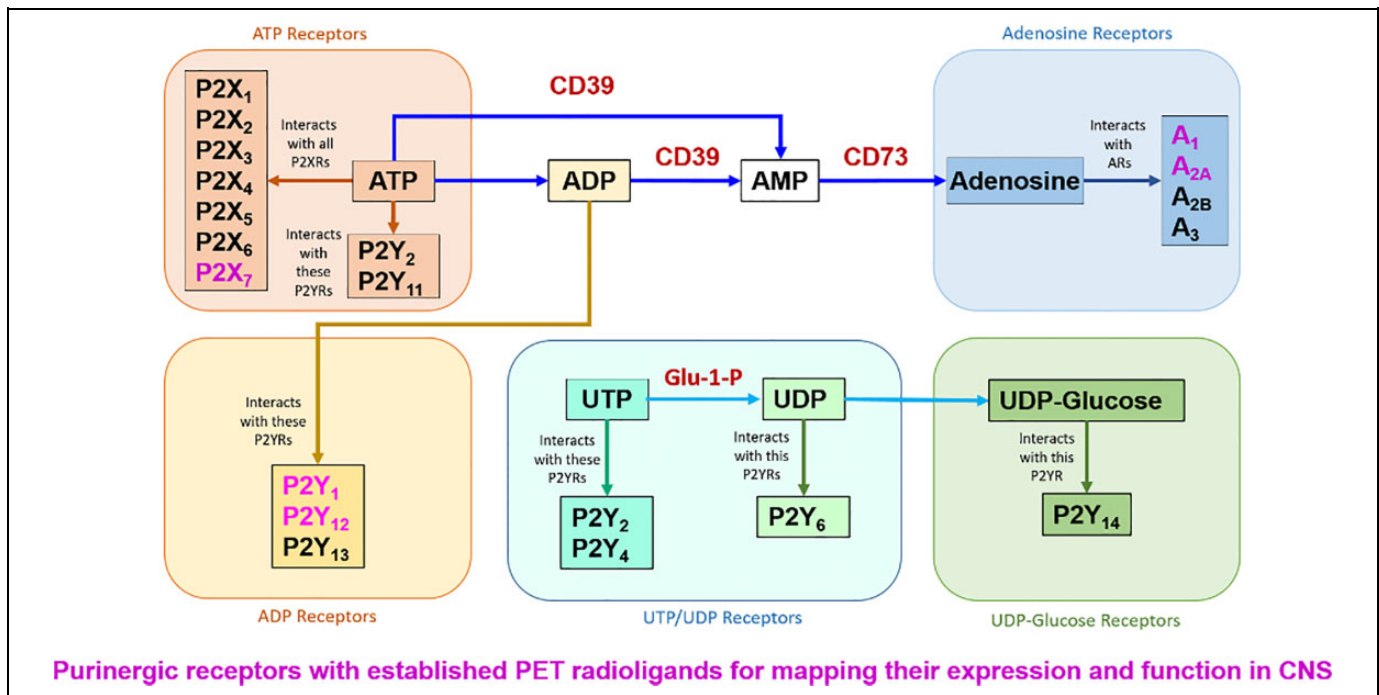 ATP Receptors
P2X1
P2X2
P2X3
P2X4
P2X5
P2X6
P2X7
Interacts
with all
P2XRs
ATP
Interacts
with
these
P2YRs
P2Y2
P2Y11
CD39
ADP
CD39
AMP
CD73
Adenosine Receptors
Adenosine
Interacts
with
ARs
A1
A2A
A2B
A3
Interacts
with these
P2YRs
P2Y1
P2Y12
P2Y13
ADP Receptors
UTP
Glu-1-P
UDP
Interacts
with these
P2YRs
P2Y2
P2Y4
Interacts
with this
P2YRs
P2Y6
UTP/UDP Receptors
UDP-Glucose
Interacts
with this
P2YR
P2Y14
UDP-Glucose Receptors
Purinergic receptors with established PET radioligands for mapping their expression and function in CNS